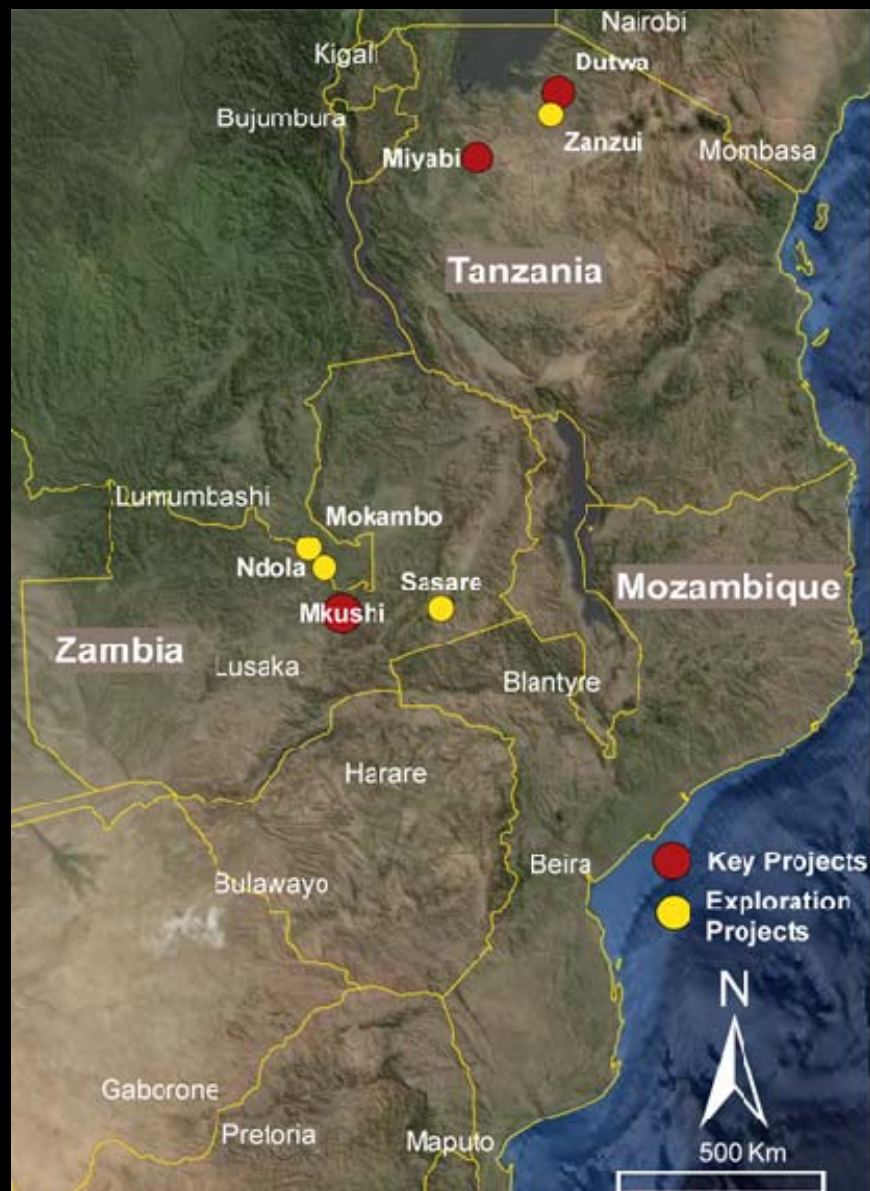 Nairobi
Kigali
Dutwa
Bujumbura
Zanzui
Mombasa
Miyabi
Tanzania
Lumumbashi
Mokambo
Ndola
Sasare
Mozambique
Mkushi
Zambia
Lusaka
Blantyre
Harare
Beira
Key Projects
Bulawayo
Exploration
Projects
N
Gaborone
Pretoria
Maputo
500 Km